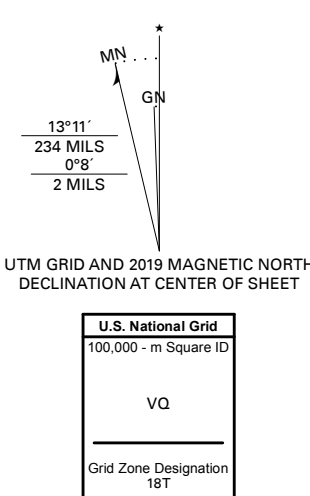 ★
MN
GN
13°11´
234 MILS
0°8´
2 MILS
UTM GRID AND 2019 MAGNETIC NORTH
DECLINATION AT CENTER OF SHEET
U.S. National Grid
100,000 - m Square ID
VQ
Grid Zone Designation
18T